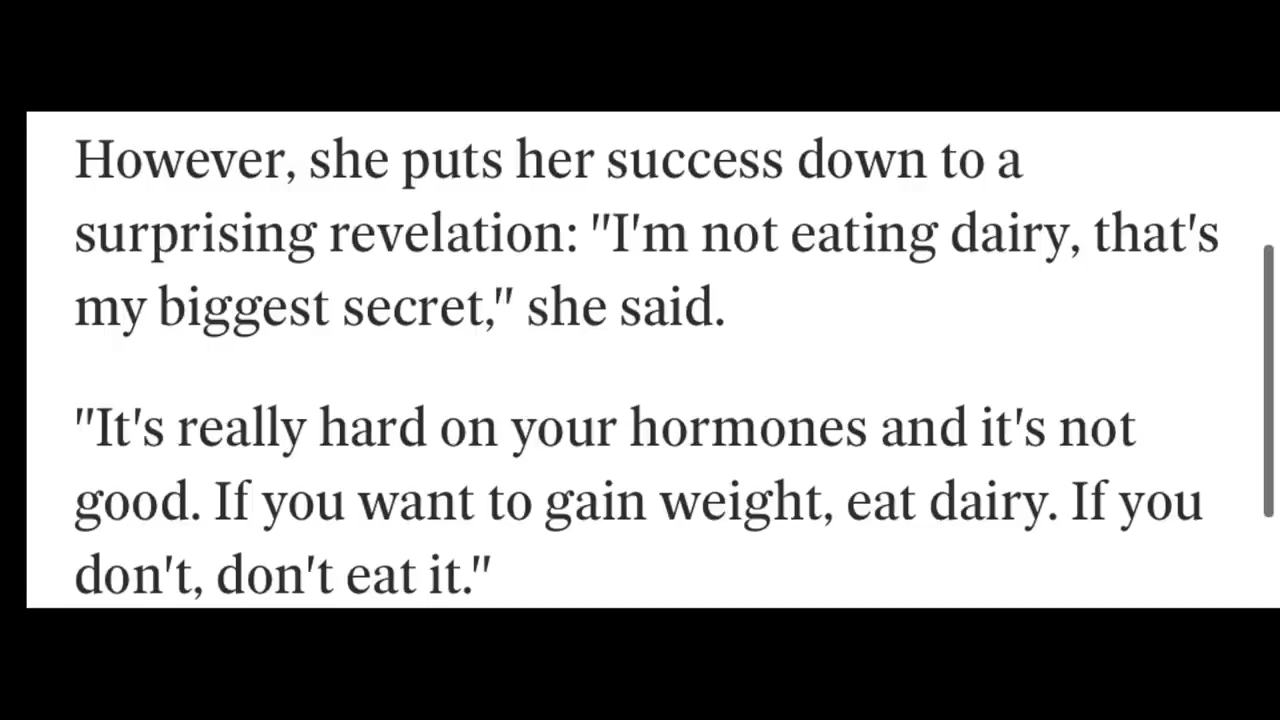 However, she puts her success down to a
surprising revelation: "I'm not eating dairy, that's
my biggest secret," she said.
"It's really hard on your hormones and it's not
good. If you want to gain weight, eat dairy. If you
don't, don't eat it."